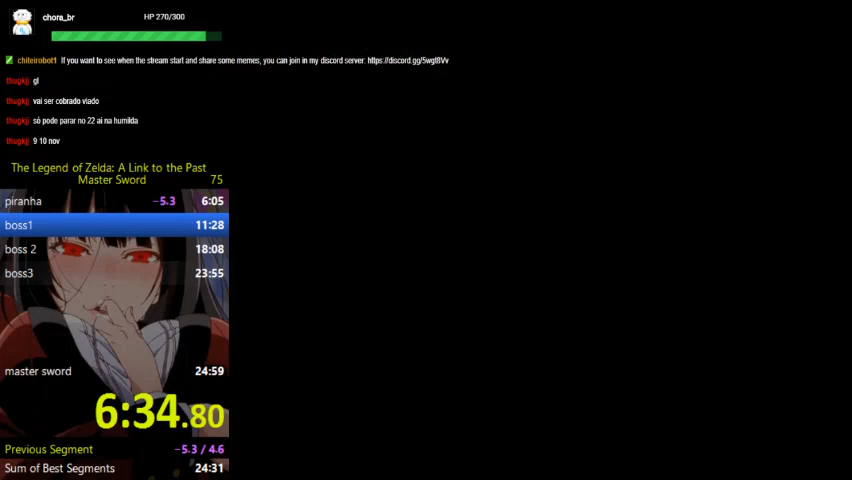 chora_br HP 270/300
chiteirobot1 If you want to see when the stream start and share some memes, you can join in my discord server: https://discord.gg/5wgt8Vv
thugkjj gl
thugkjj vai ser cobrado viado
thugkjj só pode parar no 22 ai na humilda
thugkjj 9 10 nov
The Legend of Zelda: A Link to the Past
Master Sword 75
piranha −5.3 6:05
boss1 11:28
boss 2 18:08
boss3 23:55
master sword 24:59
6:34.80
Previous Segment −5.3 / 4.6
Sum of Best Segments 24:31